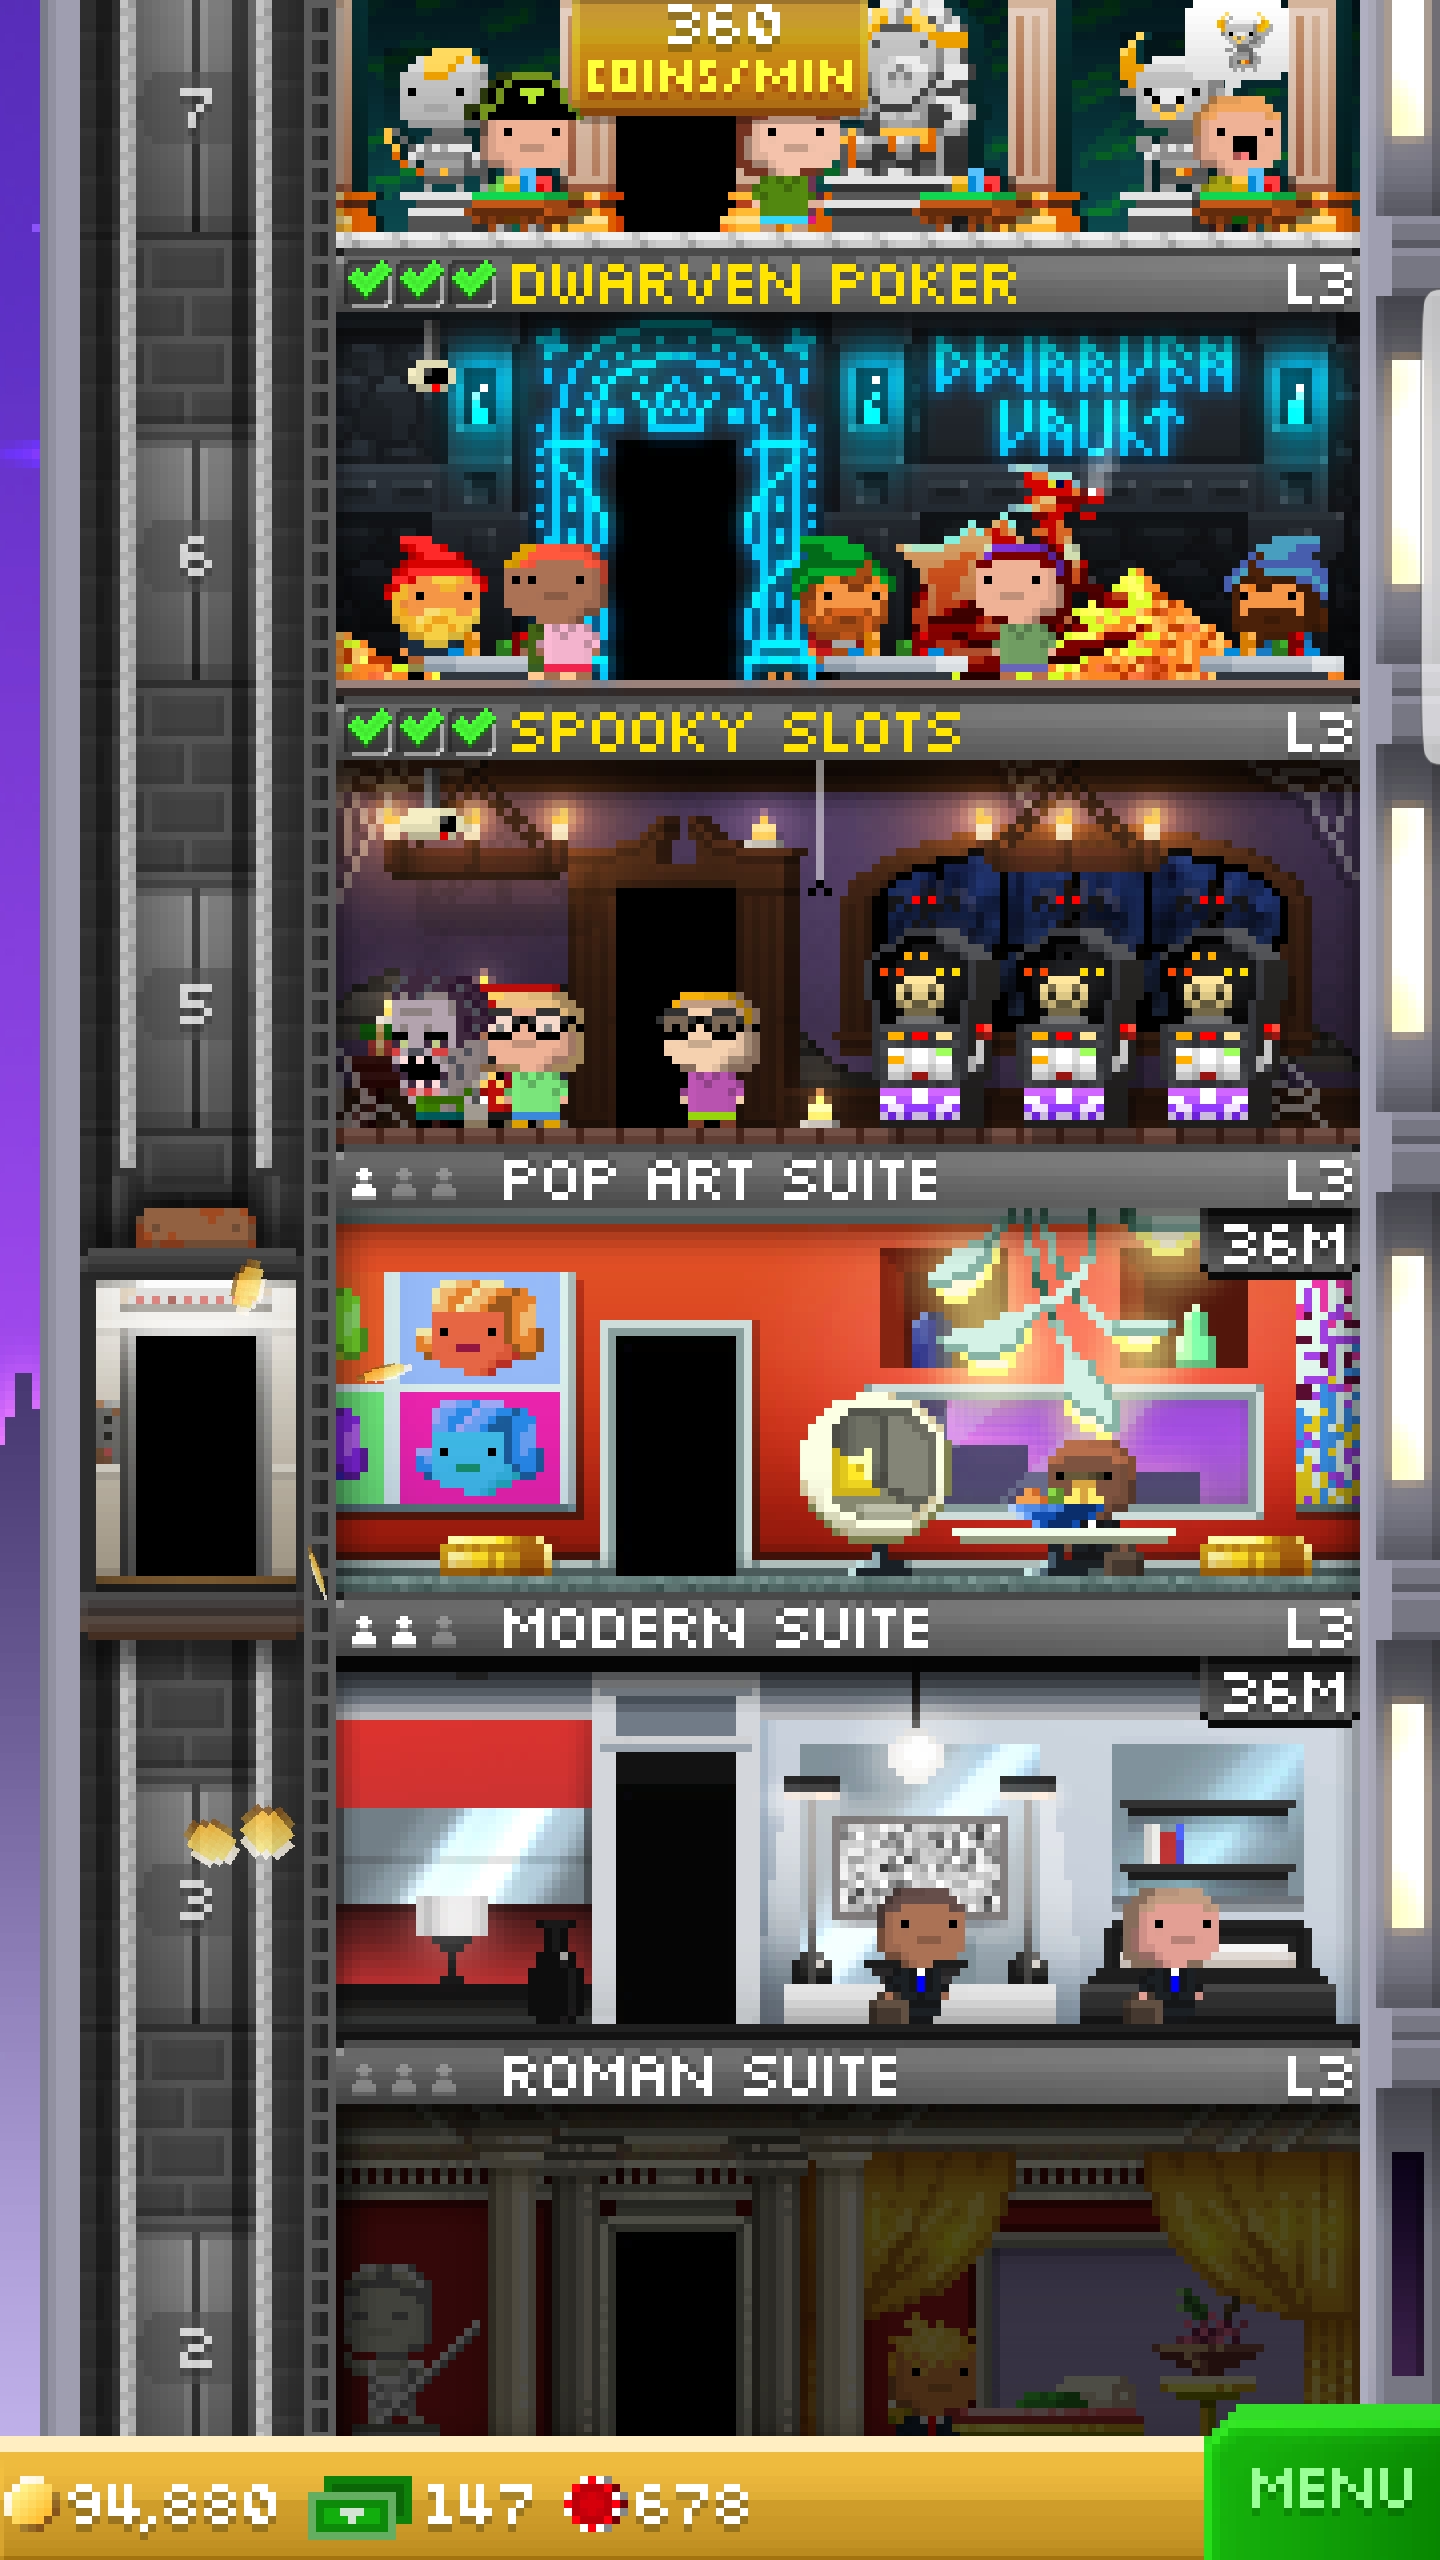 360
COINS/MIN
7
DWARVEN POKER L3
DWARVEN
VAULT
6
SPOOKY SLOTS L3
5
POP ART SUITE L3
36M
MODERN SUITE L3
36M
3
ROMAN SUITE L3
2
94,880 147 678
MENU